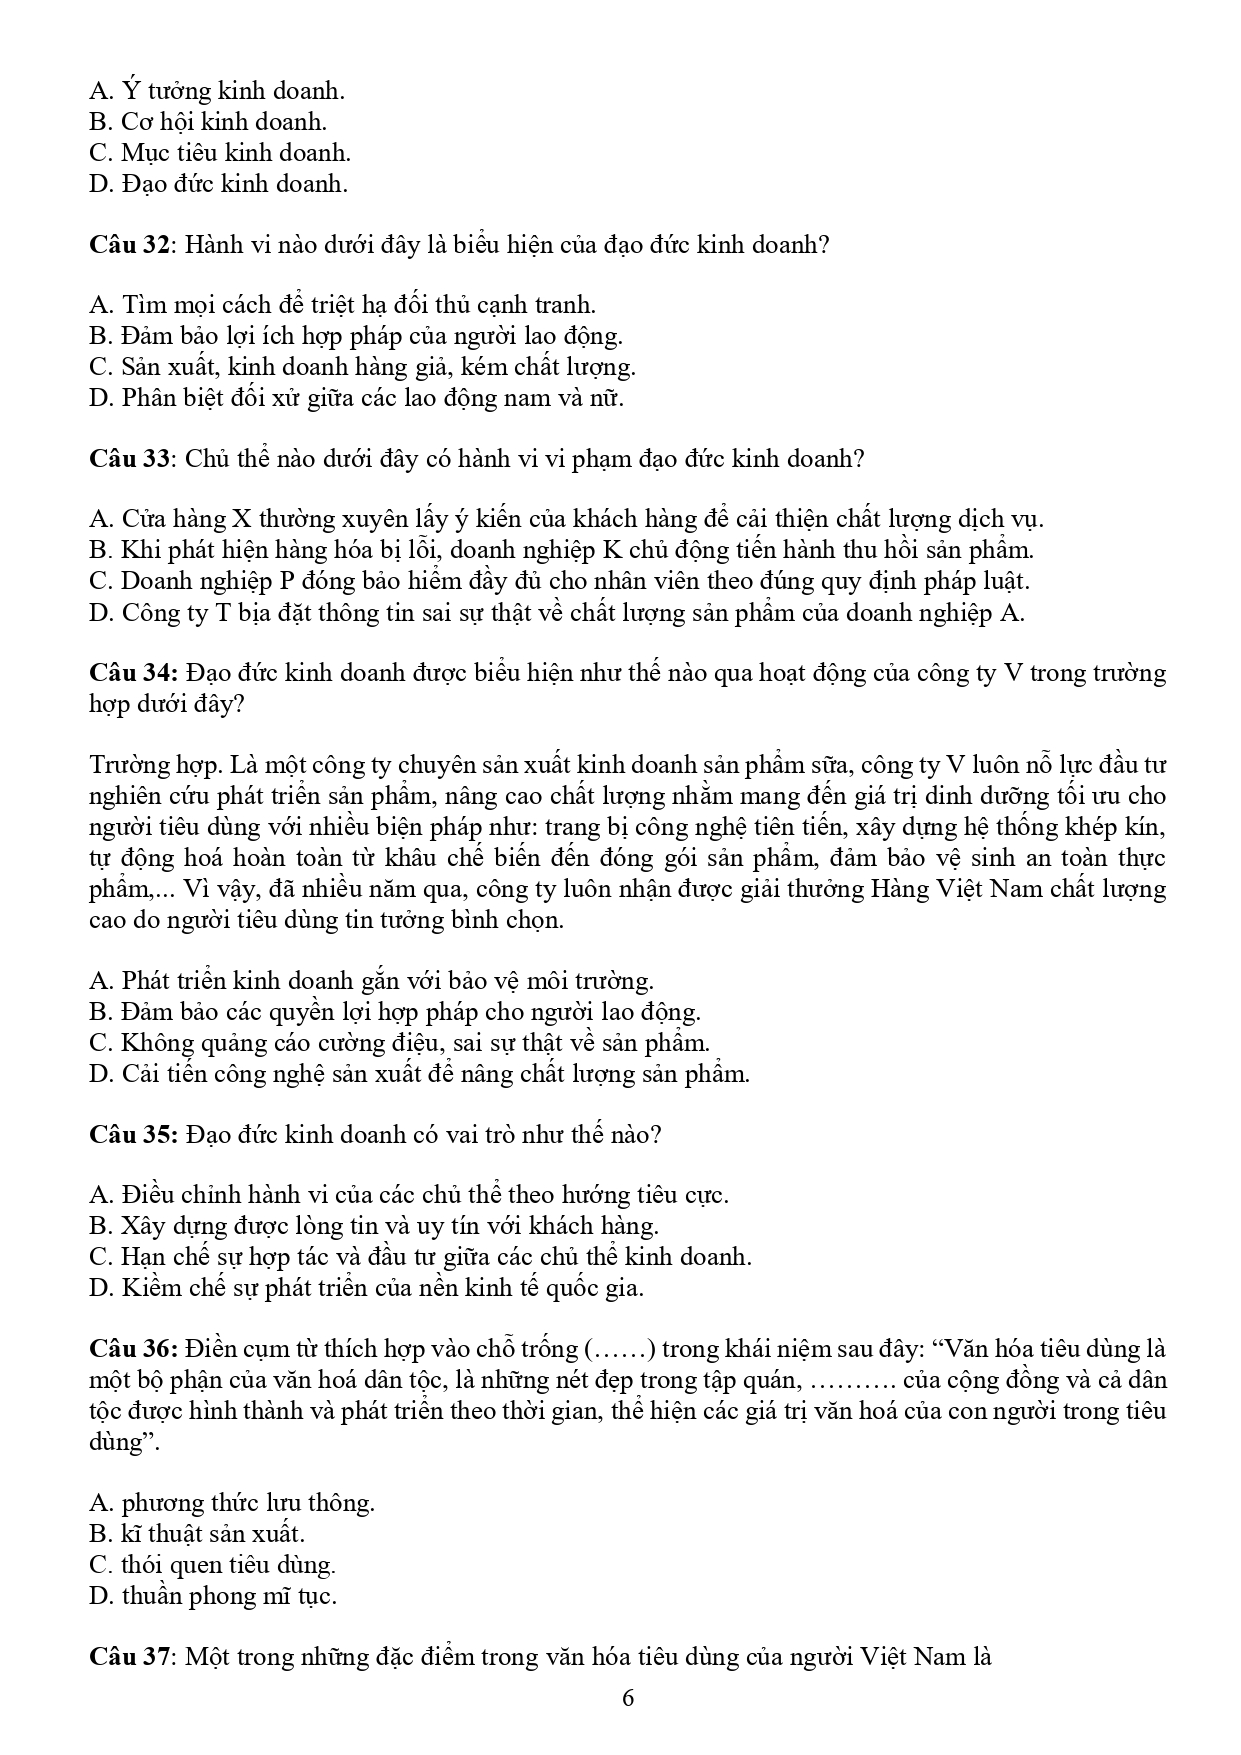 A. Ý tưởng kinh doanh.
B. Cơ hội kinh doanh.
C. Mục tiêu kinh doanh.
D. Đạo đức kinh doanh.
Câu 32: Hành vi nào dưới đây là biểu hiện của đạo đức kinh doanh?
A. Tìm mọi cách để triệt hạ đối thủ cạnh tranh.
B. Đảm bảo lợi ích hợp pháp của người lao động.
C. Sản xuất, kinh doanh hàng giả, kém chất lượng.
D. Phân biệt đối xử giữa các lao động nam và nữ.
Câu 33: Chủ thể nào dưới đây có hành vi vi phạm đạo đức kinh doanh?
A. Cửa hàng X thường xuyên lấy ý kiến của khách hàng để cải thiện chất lượng dịch vụ.
B. Khi phát hiện hàng hóa bị lỗi, doanh nghiệp K chủ động tiến hành thu hồi sản phẩm.
C. Doanh nghiệp P đóng bảo hiểm đầy đủ cho nhân viên theo đúng quy định pháp luật.
D. Công ty T bịa đặt thông tin sai sự thật về chất lượng sản phẩm của doanh nghiệp A.
Câu 34: Đạo đức kinh doanh được biểu hiện như thế nào qua hoạt động của công ty V trong trường
hợp dưới đây?
Trường hợp. Là một công ty chuyên sản xuất kinh doanh sản phẩm sữa, công ty V luôn nỗ lực đầu tư
nghiên cứu phát triển sản phẩm, nâng cao chất lượng nhằm mang đến giá trị dinh dưỡng tối ưu cho
người tiêu dùng với nhiều biện pháp như: trang bị công nghệ tiên tiến, xây dựng hệ thống khép kín,
tự động hoá hoàn toàn từ khâu chế biến đến đóng gói sản phẩm, đảm bảo vệ sinh an toàn thực
phẩm,... Vì vậy, đã nhiều năm qua, công ty luôn nhận được giải thưởng Hàng Việt Nam chất lượng
cao do người tiêu dùng tin tưởng bình chọn.
A. Phát triển kinh doanh gắn với bảo vệ môi trường.
B. Đảm bảo các quyền lợi hợp pháp cho người lao động.
C. Không quảng cáo cường điệu, sai sự thật về sản phẩm.
D. Cải tiến công nghệ sản xuất để nâng chất lượng sản phẩm.
Câu 35: Đạo đức kinh doanh có vai trò như thế nào?
A. Điều chỉnh hành vi của các chủ thể theo hướng tiêu cực.
B. Xây dựng được lòng tin và uy tín với khách hàng.
C. Hạn chế sự hợp tác và đầu tư giữa các chủ thể kinh doanh.
D. Kiềm chế sự phát triển của nền kinh tế quốc gia.
Câu 36: Điền cụm từ thích hợp vào chỗ trống (……) trong khái niệm sau đây: “Văn hóa tiêu dùng là
một bộ phận của văn hoá dân tộc, là những nét đẹp trong tập quán, ………. của cộng đồng và cả dân
tộc được hình thành và phát triển theo thời gian, thể hiện các giá trị văn hoá của con người trong tiêu
dùng”.
A. phương thức lưu thông.
B. kĩ thuật sản xuất.
C. thói quen tiêu dùng.
D. thuần phong mĩ tục.
Câu 37: Một trong những đặc điểm trong văn hóa tiêu dùng của người Việt Nam là
6